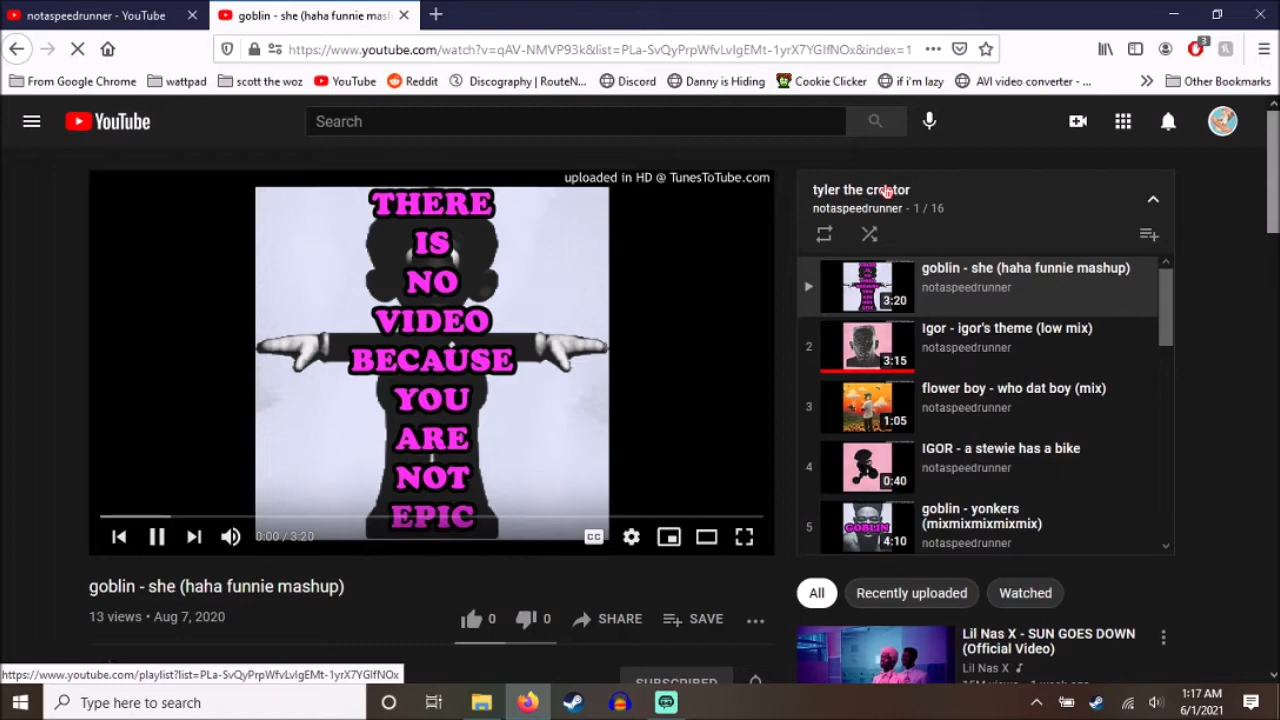 notaspeedrunner - YouTube
goblin - she (haha funnie mash
https://www.youtube.com/watch?v=qAV-NMVP93k&list=PLa-SvQyPrpWfvLvIgEMt-1yrX7YGIfNOx&index=1
3
From Google Chrome
wattpad
scott the woz
YouTube
Reddit
Discography | RouteN...
Discord
Danny is Hiding
Cookie Clicker
if i'm lazy
AVI video converter - ...
Other Bookmarks
YouTube
Search
uploaded in HD @ TunesToTube.com
THERE
IS
NO
VIDEO
BECAUSE
YOU
ARE
NOT
EPIC
0:00 / 3:20
CC
goblin - she (haha funnie mashup)
13 views • Aug 7, 2020
0
0
SHARE
SAVE
SUBSCRIBED
tyler the creator
notaspeedrunner - 1 / 16
goblin - she (haha funnie mashup)
notaspeedrunner
3:20
2
Igor - igor's theme (low mix)
notaspeedrunner
3:15
3
flower boy - who dat boy (mix)
notaspeedrunner
1:05
4
IGOR - a stewie has a bike
notaspeedrunner
0:40
5
goblin - yonkers
(mixmixmixmixmix)
notaspeedrunner
GOBLIN
4:10
All
Recently uploaded
Watched
Lil Nas X - SUN GOES DOWN
(Official Video)
Lil Nas X
https://www.youtube.com/playlist?list=PLa-SvQyPrpWfvLvIgEMt-1yrX7YGIfNOx
Type here to search
1:17 AM
6/1/2021